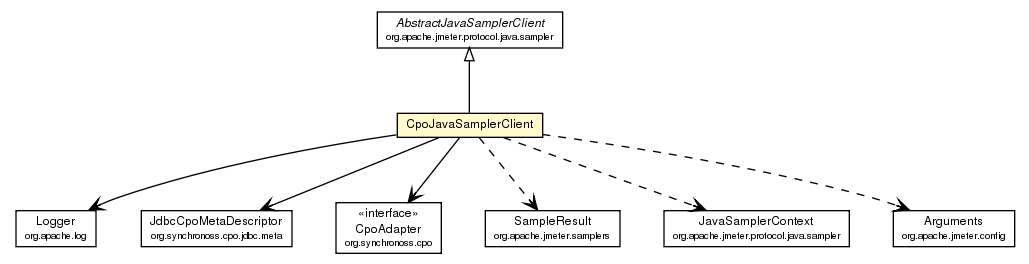 AbstractJavaSamplerClient
org.apache.jmeter.protocol.java.sampler
CpoJavaSamplerClient
Logger
org.apache.log
JdbcCpoMetaDescriptor
org.synchronoss.cpo.jdbc.meta
«interface»
CpoAdapter
org.synchronoss.cpo
SampleResult
org.apache.jmeter.samplers
JavaSamplerContext
org.apache.jmeter.protocol.java.sampler
Arguments
org.apache.jmeter.config